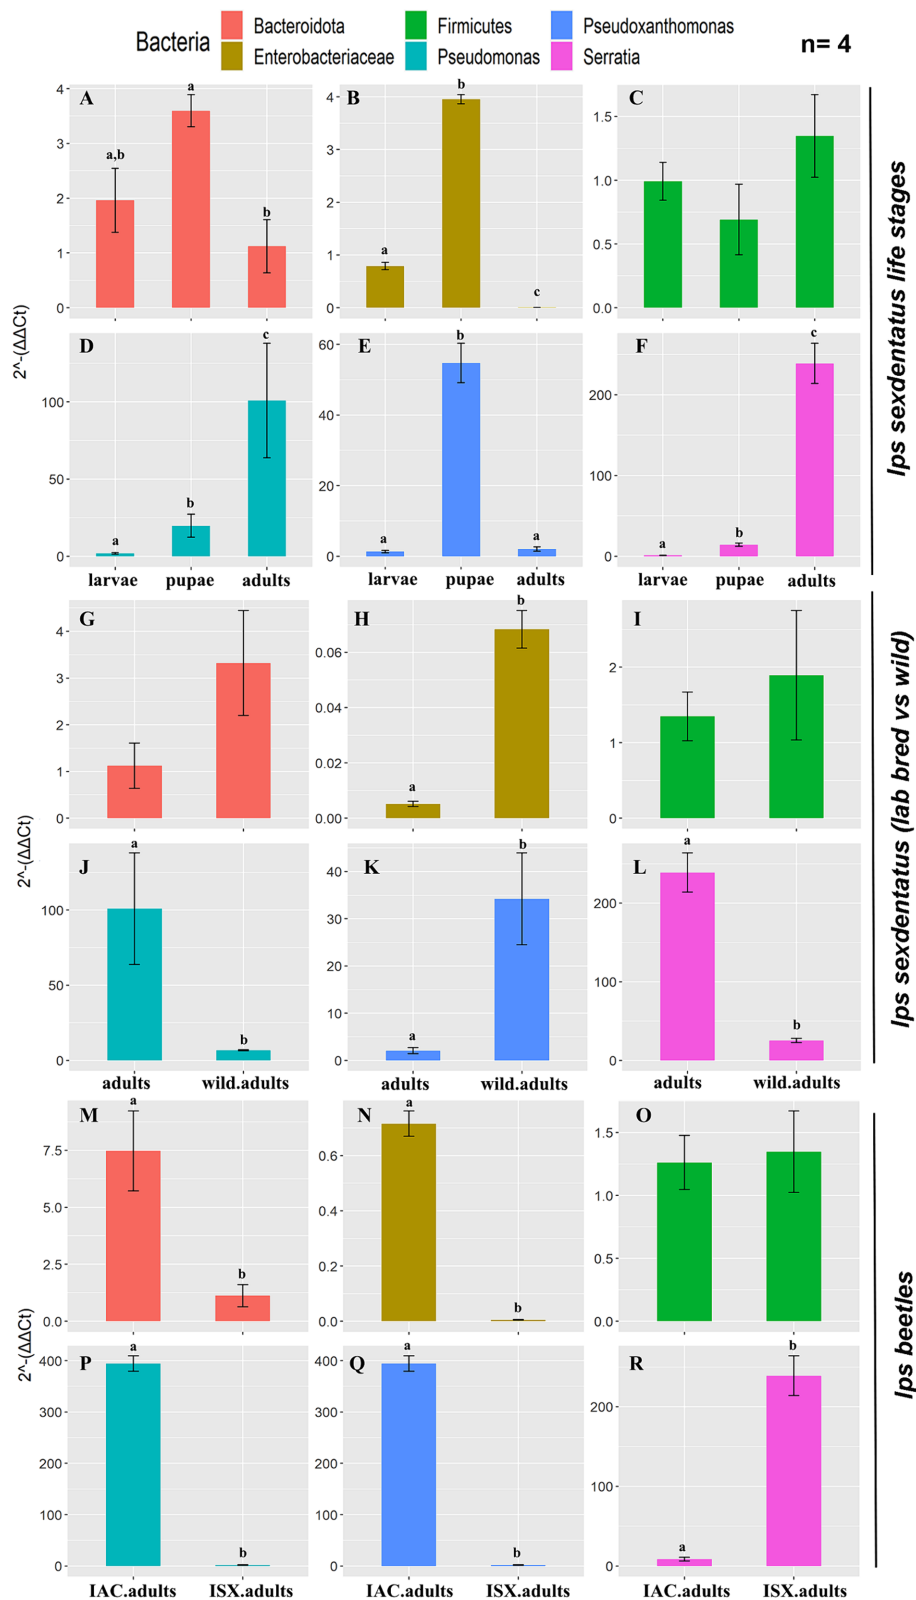 Bacteria
Bacteroidota Firmicutes Pseudoxanthomonas
Enterobacteriaceae Pseudomonas Serratia
n= 4
A
4
3
2
1
0
a,b
a
b
B
4
3
2
1
0
a
b
c
C
1.5
1.0
0.5
0.0
2^-(ΔΔCt)
D
100
50
0
a
b
c
larvae pupae adults
E
60
40
20
0
a
b
a
larvae pupae adults
F
200
100
0
a
b
c
larvae pupae adults
Ips sexdentatus life stages
G
4
3
2
1
0
H
0.06
0.04
0.02
0.00
a
b
I
2
1
0
2^-(ΔΔCt)
J
100
50
0
a
b
adults wild.adults
K
40
30
20
10
0
a
b
adults wild.adults
L
200
100
0
a
b
adults wild.adults
Ips sexdentatus (lab bred vs wild)
M
7.5
5.0
2.5
0.0
a
b
N
0.6
0.4
0.2
0.0
a
b
O
1.5
1.0
0.5
0.0
2^-(ΔΔCt)
P
400
300
200
100
0
a
b
IAC.adults ISX.adults
Q
400
300
200
100
0
a
b
IAC.adults ISX.adults
R
200
100
0
a
b
IAC.adults ISX.adults
Ips beetles